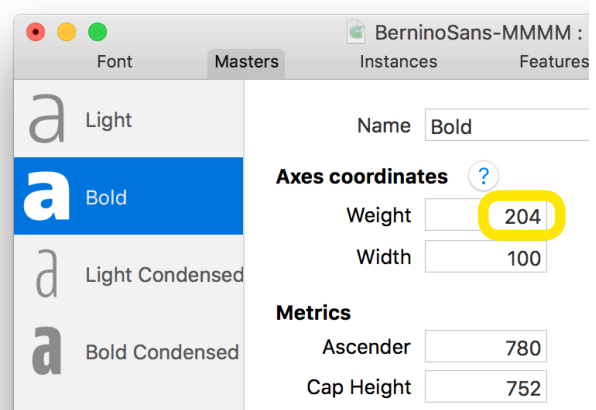 BerninoSans-MMMM :
Font Masters Instances Features
a Light
a Bold
a Light Condensed
a Bold Condensed
Name Bold
Axes coordinates ?
Weight 204
Width 100
Metrics
Ascender 780
Cap Height 752